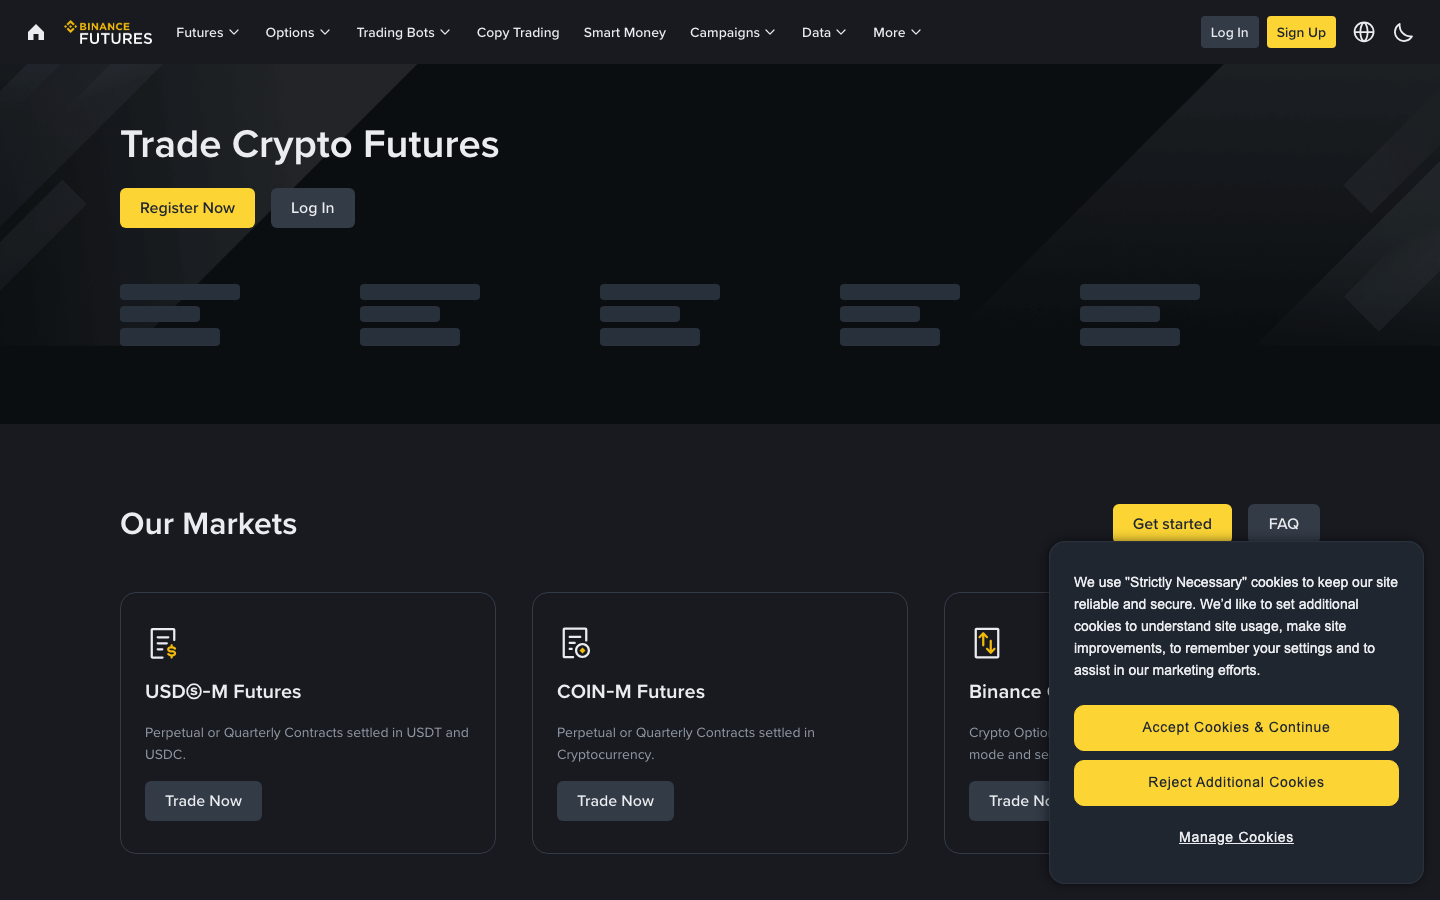 BINANCE
FUTURES
Futures
Options
Trading Bots
Copy Trading
Smart Money
Campaigns
Data
More
Log In
Sign Up
Trade Crypto Futures
Register Now
Log In
Our Markets
Get started
FAQ
USDⓈ-M Futures
Perpetual or Quarterly Contracts settled in USDT and
USDC.
Trade Now
COIN-M Futures
Perpetual or Quarterly Contracts settled in
Cryptocurrency.
Trade Now
Binance
Crypto
mode and
Trade
We use "Strictly Necessary" cookies to keep our site
reliable and secure. We'd like to set additional
cookies to understand site usage, make site
improvements, to remember your settings and to
assist in our marketing efforts.
Accept Cookies & Continue
Reject Additional Cookies
Manage Cookies